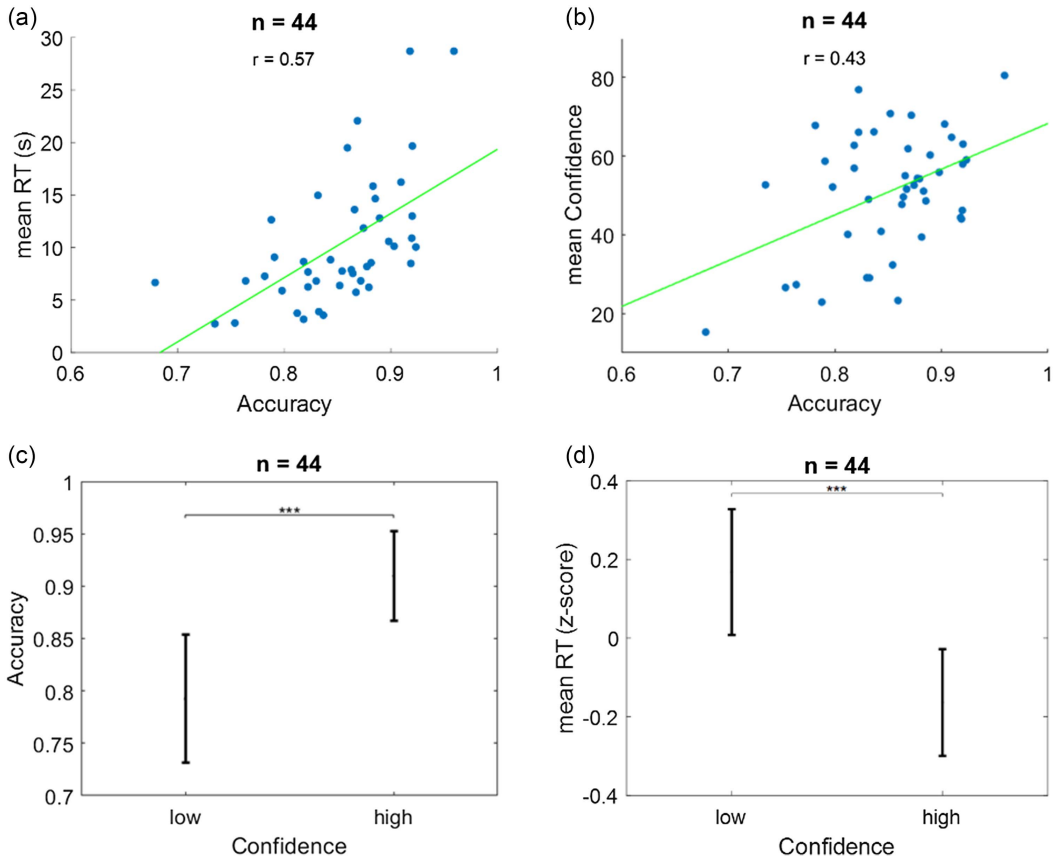 (a)
n = 44
r = 0.57
30
25
20
15
10
5
0
mean RT (s)
0.6 0.7 0.8 0.9 1
Accuracy
(b)
n = 44
r = 0.43
80
60
40
20
mean Confidence
0.6 0.7 0.8 0.9 1
Accuracy
(c)
n = 44
***
1
0.95
0.9
0.85
0.8
0.75
0.7
Accuracy
low high
Confidence
(d)
n = 44
***
0.4
0.2
0
-0.2
-0.4
mean RT (z-score)
low high
Confidence